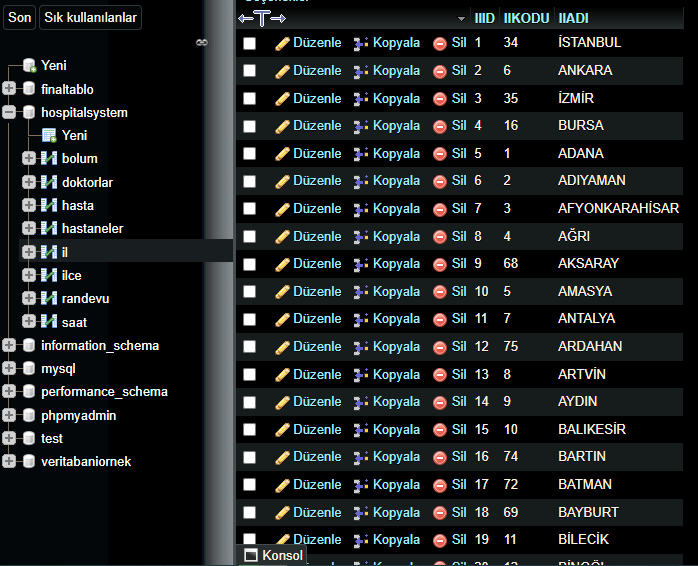 Son Sık kullanılanlar
Yeni
finaltablo
hospitalsystem
Yeni
bolum
doktorlar
hasta
hastaneler
il
ilce
randevu
saat
information_schema
mysql
performance_schema
phpmyadmin
test
veritabaniornek
IlID IlKODU IlADI
Düzenle Kopyala Sil 1 34 İSTANBUL
Düzenle Kopyala Sil 2 6 ANKARA
Düzenle Kopyala Sil 3 35 İZMİR
Düzenle Kopyala Sil 4 16 BURSA
Düzenle Kopyala Sil 5 1 ADANA
Düzenle Kopyala Sil 6 2 ADIYAMAN
Düzenle Kopyala Sil 7 3 AFYONKARAHİSAR
Düzenle Kopyala Sil 8 4 AĞRI
Düzenle Kopyala Sil 9 68 AKSARAY
Düzenle Kopyala Sil 10 5 AMASYA
Düzenle Kopyala Sil 11 7 ANTALYA
Düzenle Kopyala Sil 12 75 ARDAHAN
Düzenle Kopyala Sil 13 8 ARTVİN
Düzenle Kopyala Sil 14 9 AYDIN
Düzenle Kopyala Sil 15 10 BALIKESİR
Düzenle Kopyala Sil 16 74 BARTIN
Düzenle Kopyala Sil 17 72 BATMAN
Düzenle Kopyala Sil 18 69 BAYBURT
Düzenle Kopyala Sil 19 11 BİLECİK
Konsol